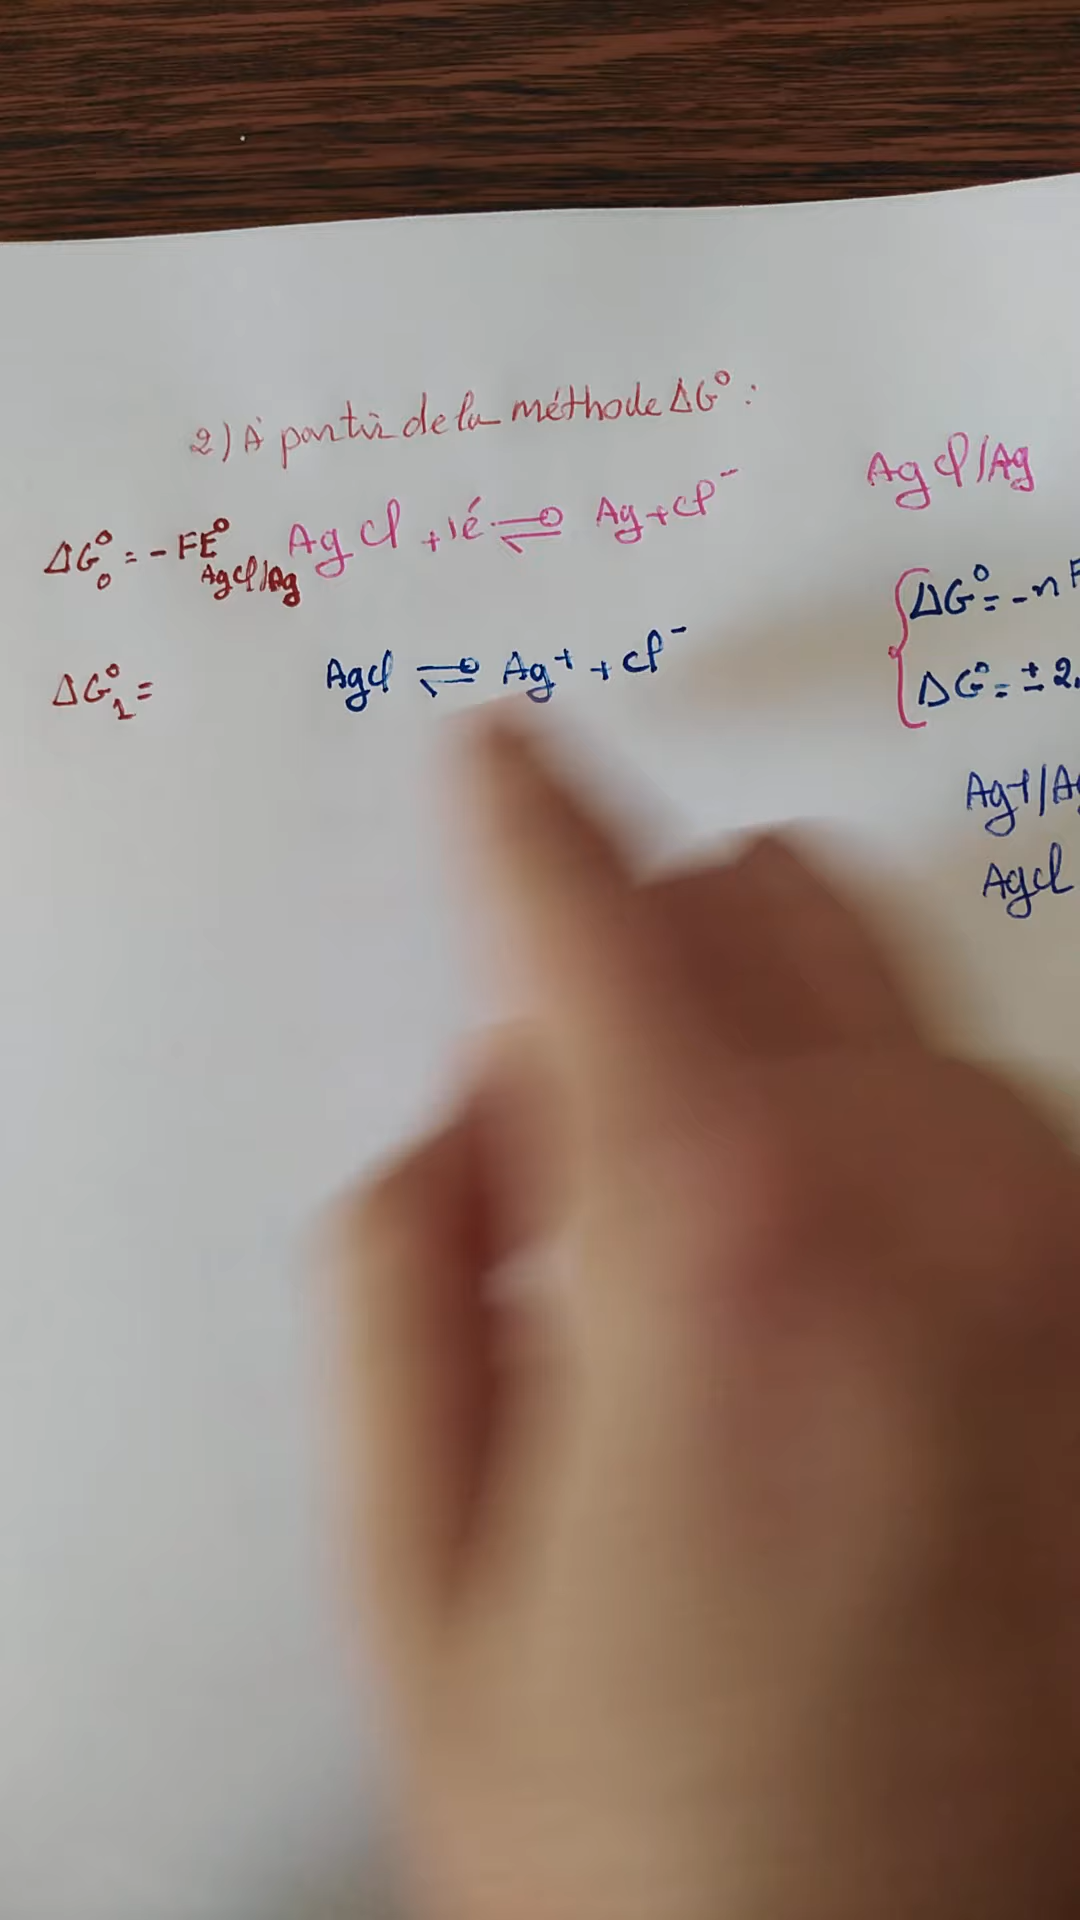 2) À partir de la méthode ΔG° :
AgCl/Ag
ΔG°₀ = - FE° AgCl/Ag AgCl + 1é ⇌ Ag + Cl⁻
ΔG° = - n F
ΔG°₁ = AgCl ⇌ Ag⁺ + Cl⁻
ΔG° = ± 2,
Ag+/Ag
AgCl